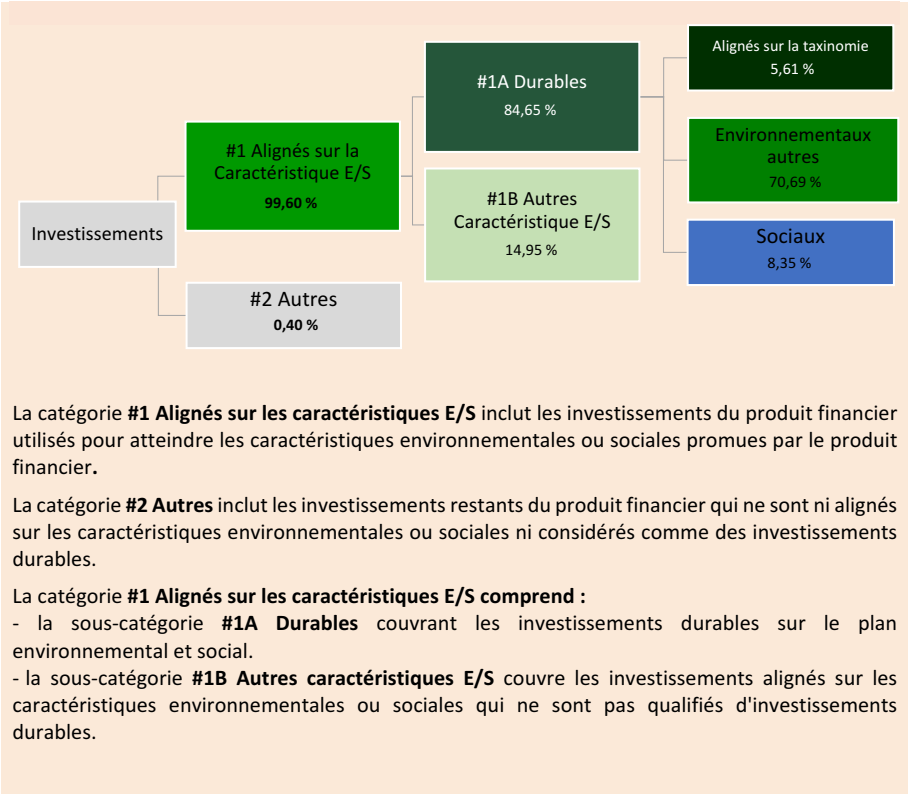 Investissements
#1 Alignés sur la
Caractéristique E/S
99,60 %
#2 Autres
0,40 %
#1A Durables
84,65 %
#1B Autres
Caractéristique E/S
14,95 %
Alignés sur la taxinomie
5,61 %
Environnementaux
autres
70,69 %
Sociaux
8,35 %
La catégorie #1 Alignés sur les caractéristiques E/S inclut les investissements du produit financier
utilisés pour atteindre les caractéristiques environnementales ou sociales promues par le produit
financier.
La catégorie #2 Autres inclut les investissements restants du produit financier qui ne sont ni alignés
sur les caractéristiques environnementales ou sociales ni considérés comme des investissements
durables.
La catégorie #1 Alignés sur les caractéristiques E/S comprend :
- la sous-catégorie #1A Durables couvrant les investissements durables sur le plan
environnemental et social.
- la sous-catégorie #1B Autres caractéristiques E/S couvre les investissements alignés sur les
caractéristiques environnementales ou sociales qui ne sont pas qualifiés d'investissements
durables.